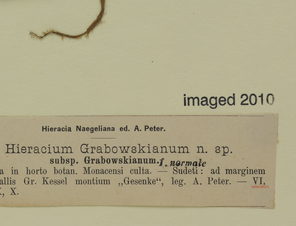 imaged 2010
Hieracia Naegeliana ed. A. Peter.
Hieracium Grabowskianum n. sp.
subsp. Grabowskianum. f. normale
a in horto botan. Monacensi culta. — Sudeti: ad marginem
allis Gr. Kessel montium „Gesenke“, leg. A. Peter. — VI.
X.